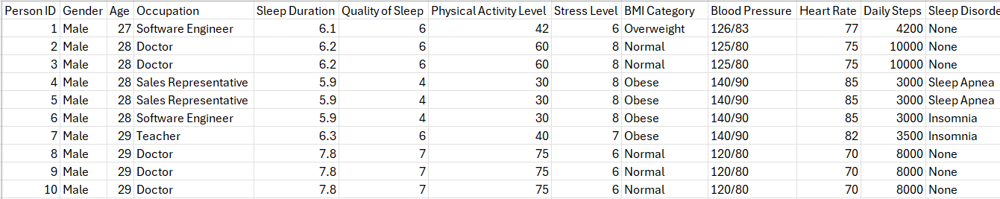 Person ID Gender Age Occupation Sleep Duration Quality of Sleep Physical Activity Level Stress Level BMI Category Blood Pressure Heart Rate Daily Steps Sleep Disorde
1 Male 27 Software Engineer 6.1 6 42 6 Overweight 126/83 77 4200 None
2 Male 28 Doctor 6.2 6 60 8 Normal 125/80 75 10000 None
3 Male 28 Doctor 6.2 6 60 8 Normal 125/80 75 10000 None
4 Male 28 Sales Representative 5.9 4 30 8 Obese 140/90 85 3000 Sleep Apnea
5 Male 28 Sales Representative 5.9 4 30 8 Obese 140/90 85 3000 Sleep Apnea
6 Male 28 Software Engineer 5.9 4 30 8 Obese 140/90 85 3000 Insomnia
7 Male 29 Teacher 6.3 6 40 7 Obese 140/90 82 3500 Insomnia
8 Male 29 Doctor 7.8 7 75 6 Normal 120/80 70 8000 None
9 Male 29 Doctor 7.8 7 75 6 Normal 120/80 70 8000 None
10 Male 29 Doctor 7.8 7 75 6 Normal 120/80 70 8000 None